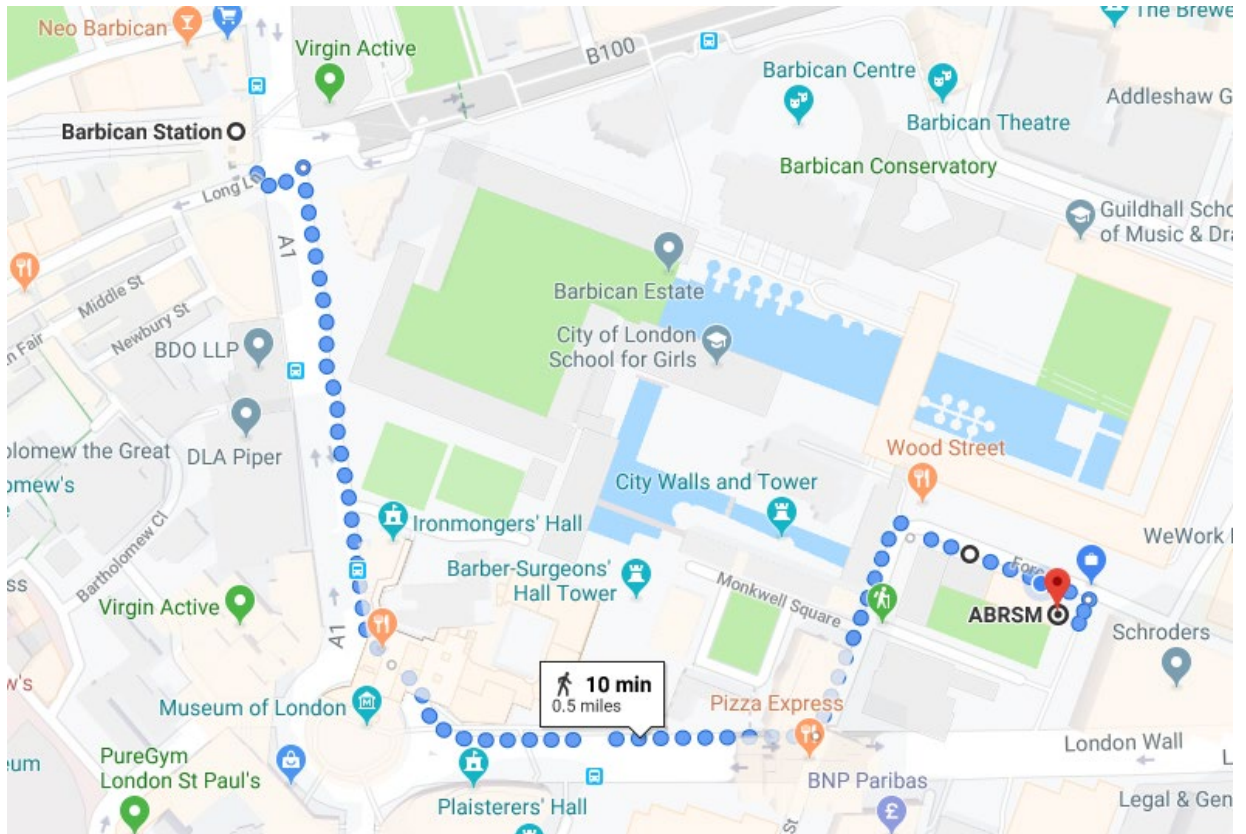 Neo Barbican
Virgin Active
B100
The Brewe
Barbican Centre
Addleshaw G
Barbican Station
Barbican Theatre
Barbican Conservatory
Long L
Guildhall Scho
of Music & Dra
A1
Middle St
Barbican Estate
Newbury St
n Fair
BDO LLP
City of London
School for Girls
olomew the Great
DLA Piper
omew's
Wood Street
City Walls and Tower
Ironmongers' Hall
WeWork
Bartholomew Cl
Barber-Surgeons'
Hall Tower
Fore
ss
Monkwell Square
Virgin Active
ABRSM
A1
Schroders
w's
10 min
0.5 miles
Museum of London
M
Pizza Express
London Wall
L
PureGym
London St Paul's
eum
BNP Paribas
£
Plaisterers' Hall
St
Legal & Gen